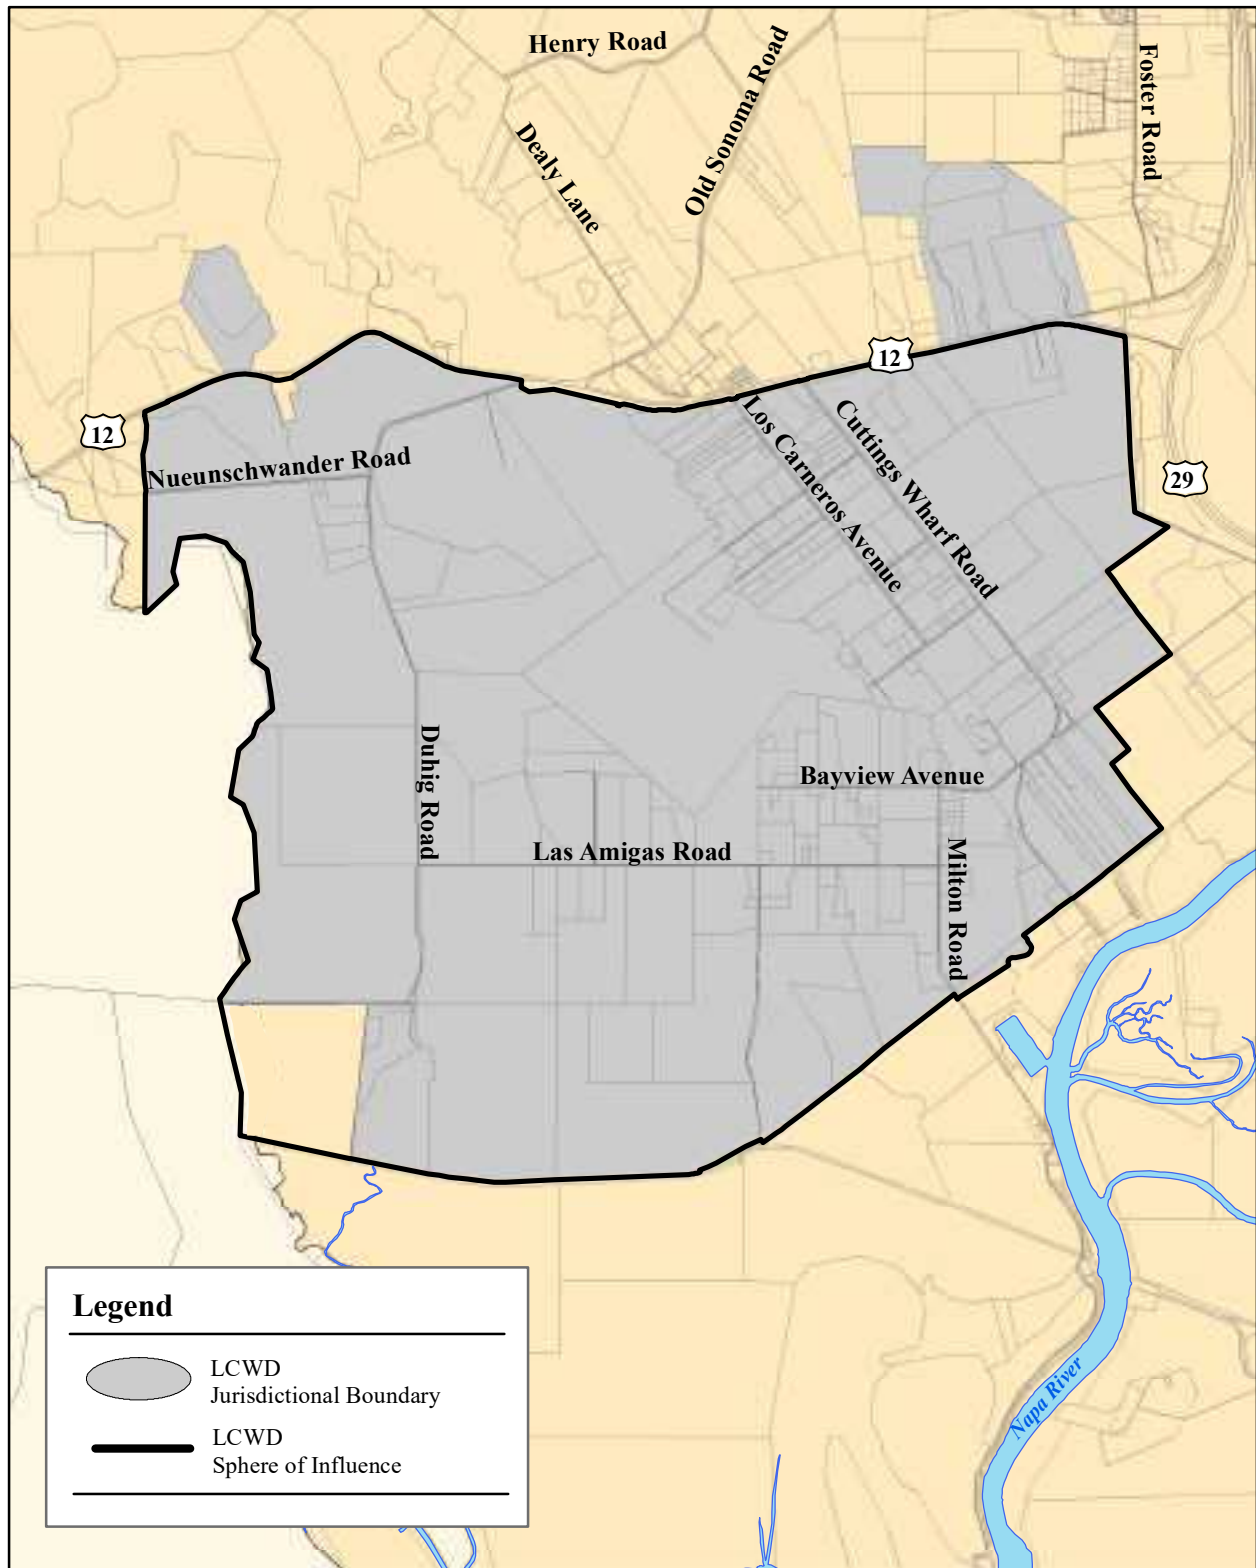 Henry Road
Foster Road
Old Sonoma Road
Dealy Lane
12
12
Los Carneros Avenue
Cuttings Wharf Road
Nueunschwander Road
29
Duhig Road
Bayview Avenue
Las Amigas Road
Milton Road
Legend
LCWD
Jurisdictional Boundary
LCWD
Sphere of Influence
Napa River